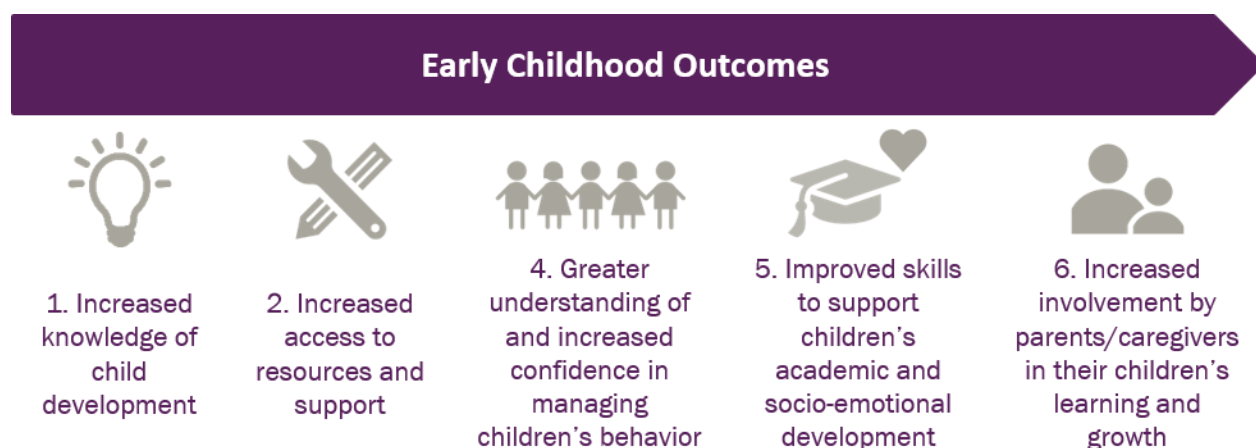 Early Childhood Outcomes
1. Increased
knowledge of
child
development
2. Increased
access to
resources and
support
4. Greater
understanding of
and increased
confidence in
managing
children's behavior
5. Improved skills
to support
children's
academic and
socio-emotional
development
6. Increased
involvement by
parents/caregivers
in their children's
learning and
growth